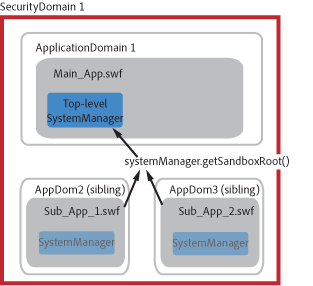 SecurityDomain 1
ApplicationDomain 1
Main_App.swf
Top-level
SystemManager
systemManager.getSandboxRoot()
AppDom2 (sibling)
AppDom3 (sibling)
Sub_App_1.swf
Sub_App_2.swf
SystemManager
SystemManager